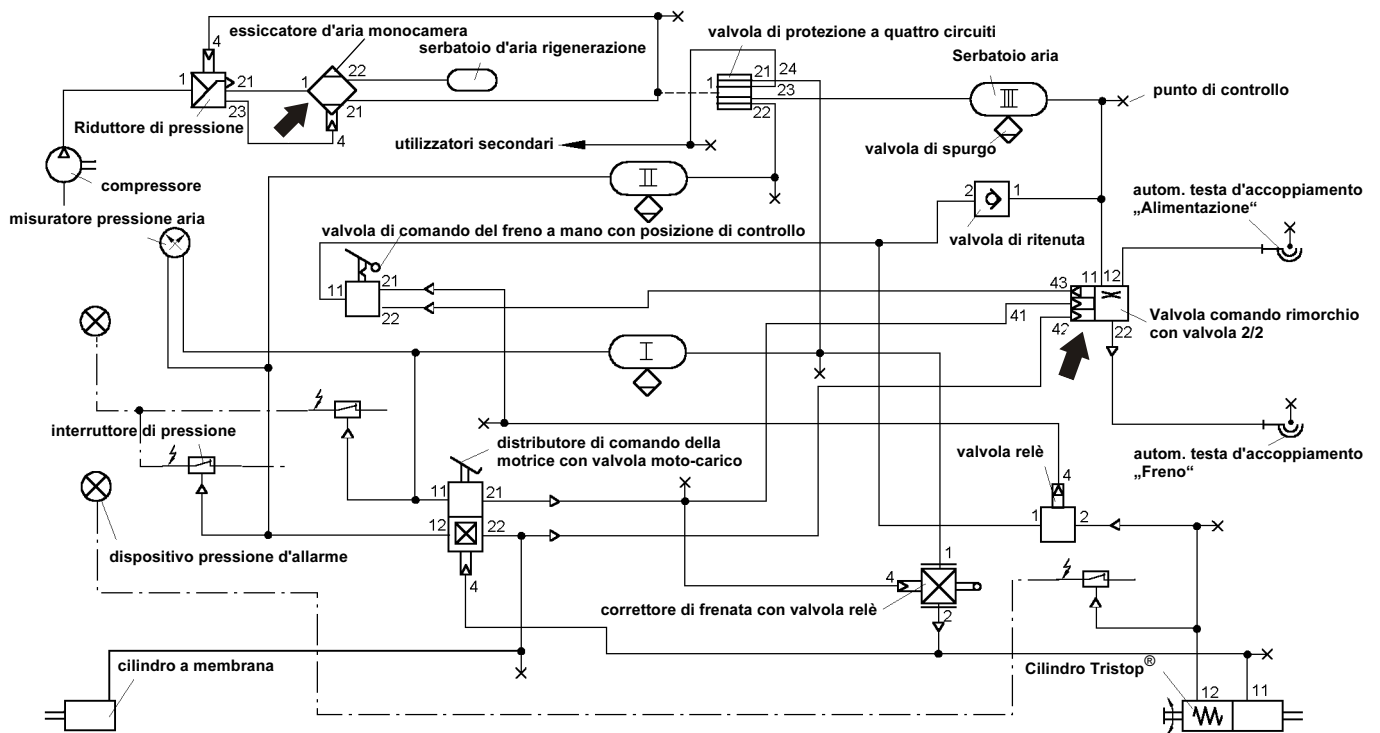 essiccatore d'aria monocamera
valvola di protezione a quattro circuiti
serbatoio d'aria rigenerazione
Serbatoio aria
4
1
21
23
1
22
21
4
1
21
24
23
22
III
punto di controllo
Riduttore di pressione
utilizzatori secondari
valvola di spurgo
compressore
II
2
1
autom. testa d'accoppiamento
„Alimentazione“
misuratore pressione aria
valvola di comando del freno a mano con posizione di controllo
valvola di ritenuta
11
21
22
43
11
12
41
42
22
Valvola comando rimorchio
con valvola 2/2
I
interruttore di pressione
distributore di comando della
motrice con valvola moto-carico
valvola relè
autom. testa d'accoppiamento
„Freno“
11
21
12
22
4
4
1
2
dispositivo pressione d'allarme
1
4
2
correttore di frenata con valvola relè
cilindro a membrana
Cilindro Tristop®
12
11